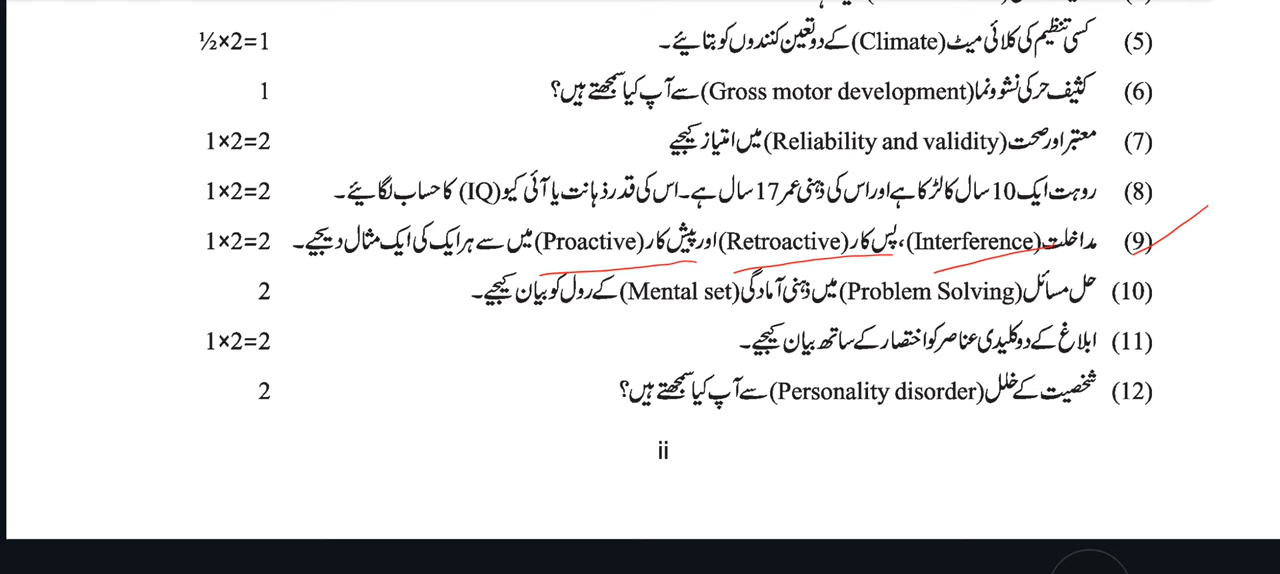 (5) کسی تنظیم کی کلائی میٹ (Climate) کے دو تعین کنندوں کو بتائیے۔ ½×2=1
(6) کثیف حرکی نشوونما (Gross motor development) سے آپ کیا سمجھتے ہیں؟ 1
(7) معتبر اور صحت (Reliability and validity) میں امتیاز کیجیے 1×2=2
(8) روہت ایک 10 سال کا لڑکا ہے اور اس کی ذہنی عمر 17 سال ہے۔ اس کی قدر ذہانت یا آئی کیو (IQ) کا حساب لگائیے۔ 1×2=2
(9) مداخلت (Interference)، پس کار (Retroactive) اور پیش کار (Proactive) میں سے ہر ایک کی ایک مثال دیجیے۔ 1×2=2
(10) حل مسائل (Problem Solving) میں ذہنی آمادگی (Mental set) کے رول کو بیان کیجیے۔ 2
(11) ابلاغ کے دو کلیدی عناصر کو اختصار کے ساتھ بیان کیجیے۔ 1×2=2
(12) شخصیت کے خلل (Personality disorder) سے آپ کیا سمجھتے ہیں؟ 2
ii